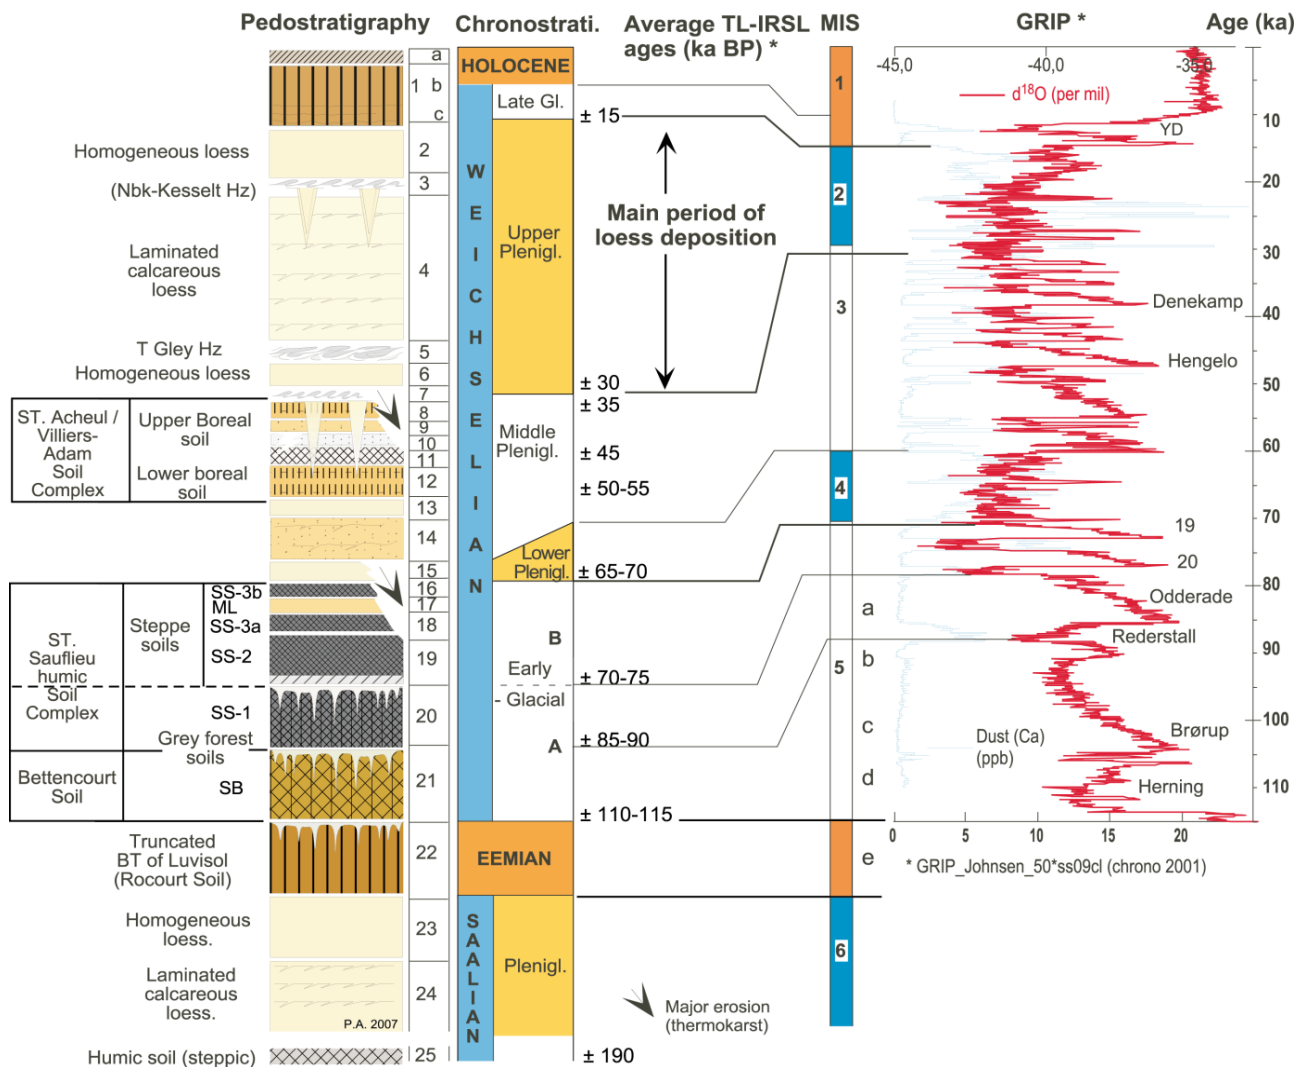 Pedostratigraphy
Chronostrati.
Average TL-IRSL
ages (ka BP) *
MIS
GRIP *
Age (ka)
a
1 b
c
Homogeneous loess
2
(Nbk-Kesselt Hz)
3
Laminated
calcareous
loess
4
T Gley Hz
5
Homogeneous loess
6
7
ST. Acheul /
Villiers-
Adam
Soil
Complex
Upper Boreal
soil
Lower boreal
soil
8
9
10
11
12
13
14
15
16
17
18
19
20
21
22
23
24
25
SS-3b
ML
SS-3a
SS-2
SS-1
SB
Steppe
soils
ST.
Sauflieu
humic
Soil
Complex
Grey forest
soils
Bettencourt
Soil
Truncated
BT of Luvisol
(Rocourt Soil)
Homogeneous
loess.
Laminated
calcareous
loess.
P.A. 2007
Humic soil (steppic)
HOLOCENE
WEICHSELIAN
Late Gl.
Upper
Plenigl.
Middle
Plenigl.
Lower
Plenigl.
B
Early
- Glacial
A
EEMIAN
SAALIAN
Plenigl.
± 15
Main period of
loess deposition
± 30
± 35
± 45
± 50-55
± 65-70
± 70-75
± 85-90
± 110-115
± 190
Major erosion
(thermokarst)
1
2
3
4
5
6
a
b
c
d
e
-45,0
-40,0
-35,0
d18O (per mil)
YD
Denekamp
Hengelo
19
20
Odderade
Rederstall
Brørup
Herning
Dust (Ca)
(ppb)
10
20
30
40
50
60
70
80
90
100
110
0
5
10
15
20
* GRIP_Johnsen_50*ss09cl (chrono 2001)